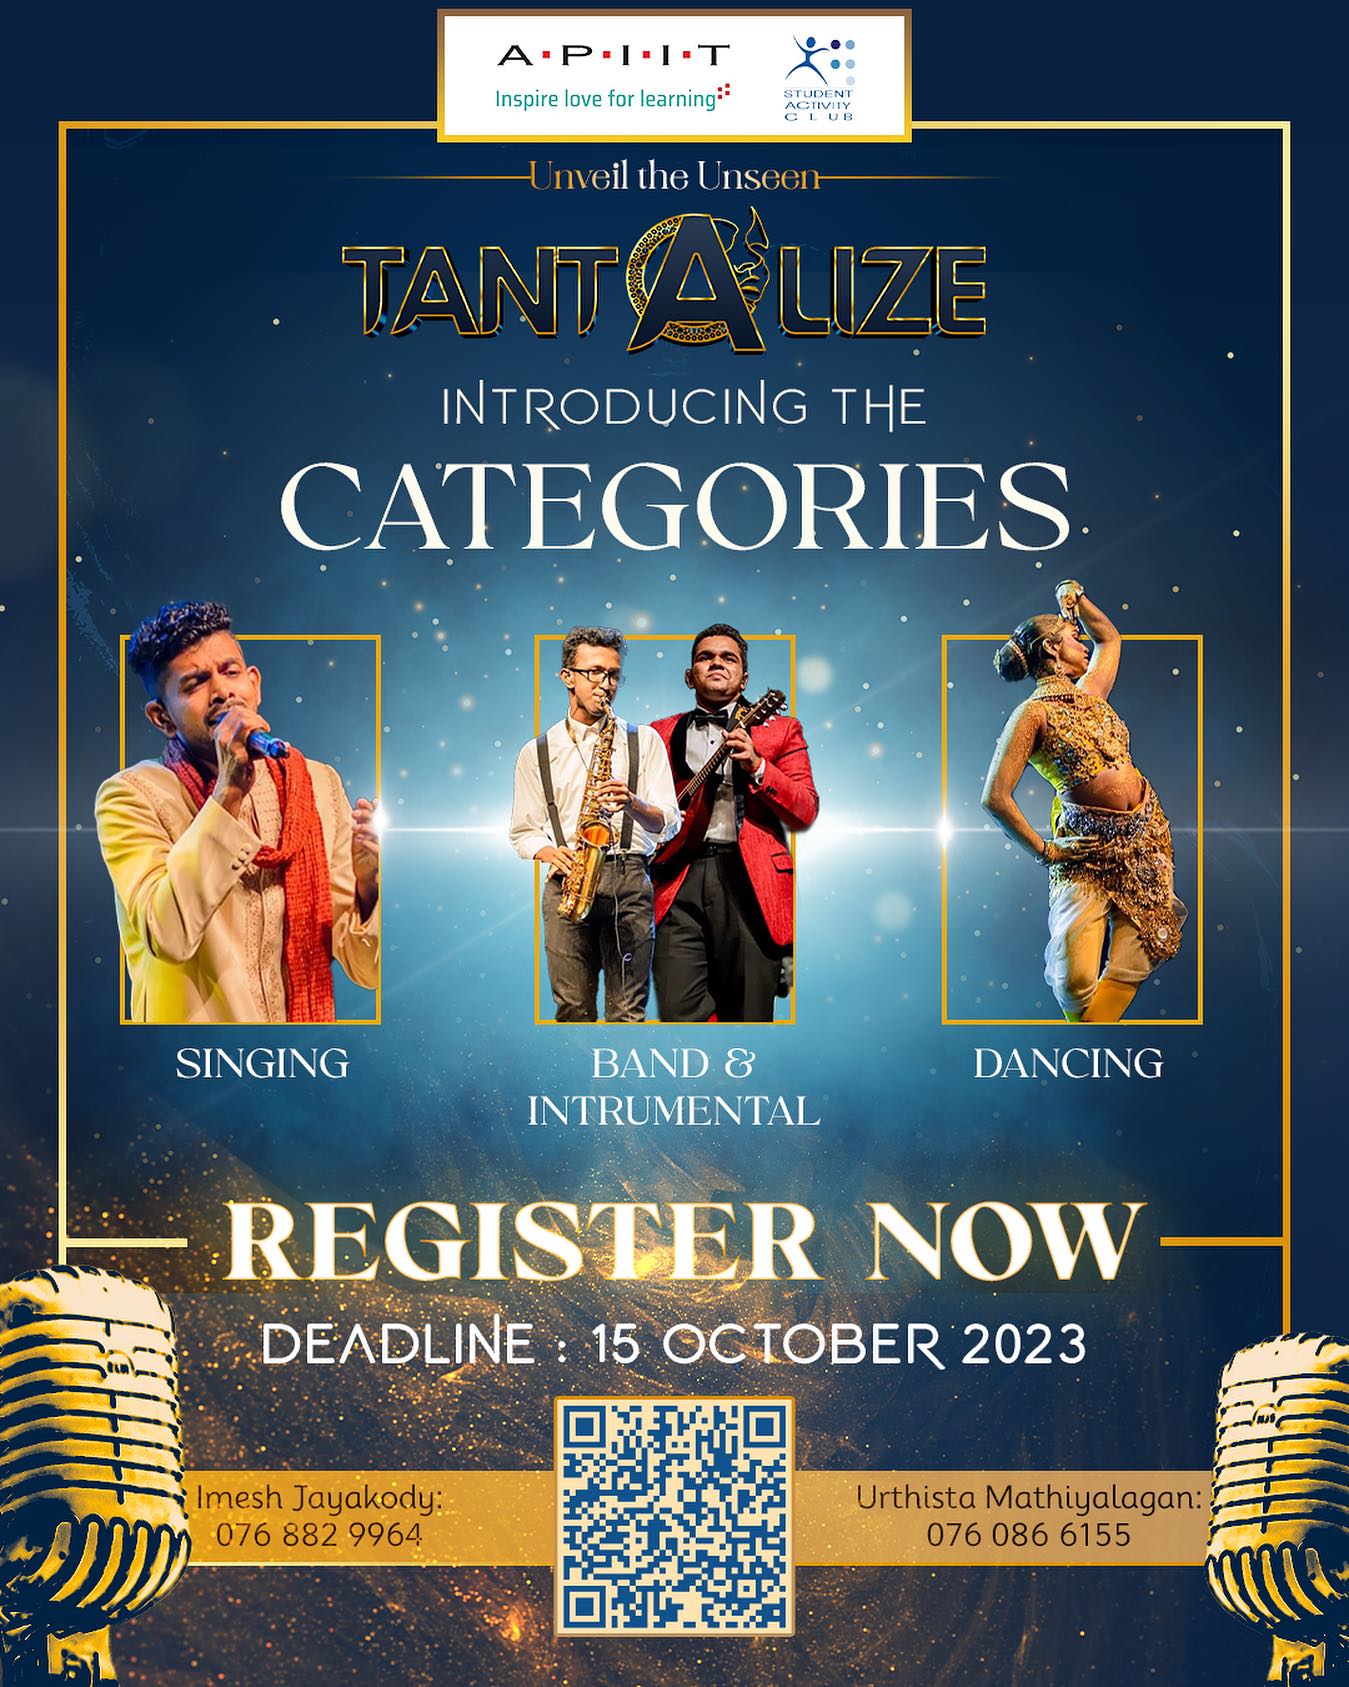 A·P·I·I·T
Inspire love for learning
STUDENT
ACTIVITY
CLUB
Unveil the Unseen
TANTALIZE
INTRODUCING THE
CATEGORIES
SINGING
BAND &
INTRUMENTAL
DANCING
REGISTER NOW
DEADLINE : 15 OCTOBER 2023
Imesh Jayakody:
076 882 9964
Urthista Mathiyalagan:
076 086 6155